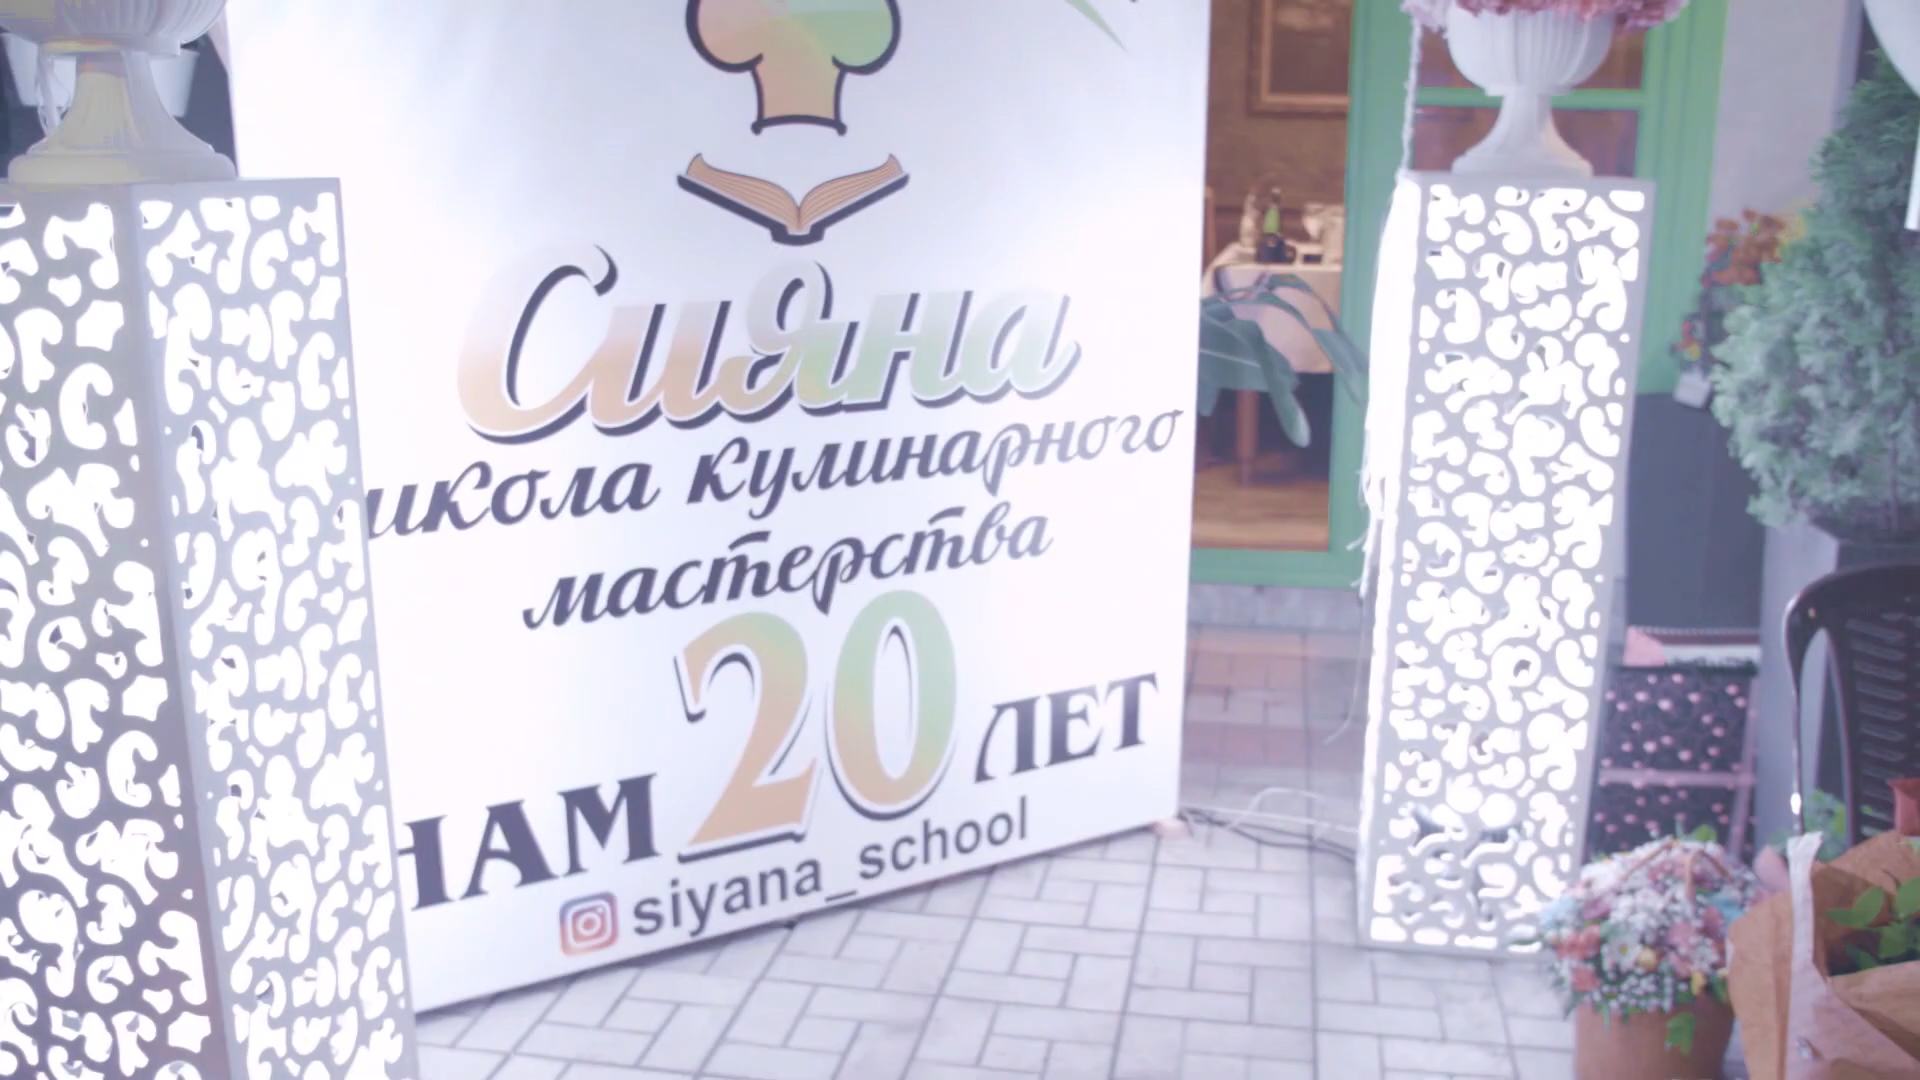 Сияна
школа кулинарного
мастерства
НАМ 20 ЛЕТ
siyana_school